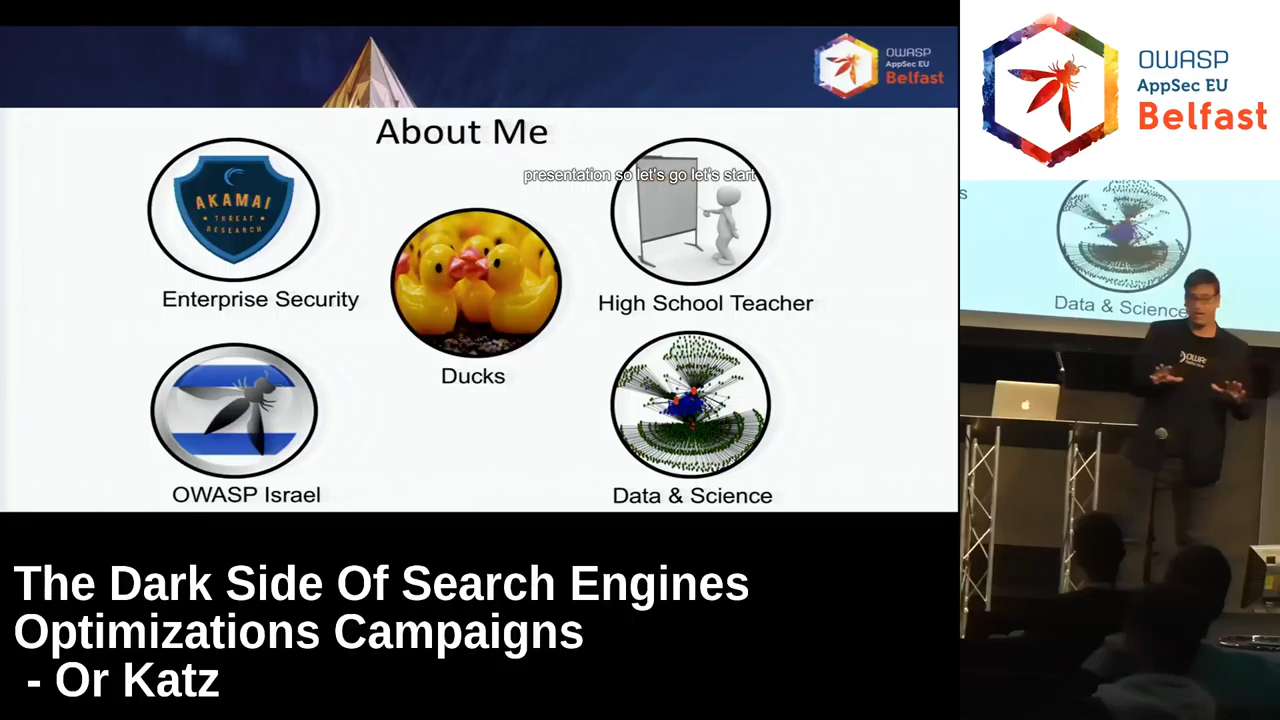 OWASP
AppSec EU
Belfast
About Me
presentation so let's go let's start
AKAMAI
THREAT
RESEARCH
Enterprise Security
High School Teacher
Ducks
OWASP Israel
Data & Science
OWASP
AppSec EU
Belfast
s
Data & Science
The Dark Side Of Search Engines
Optimizations Campaigns
- Or Katz